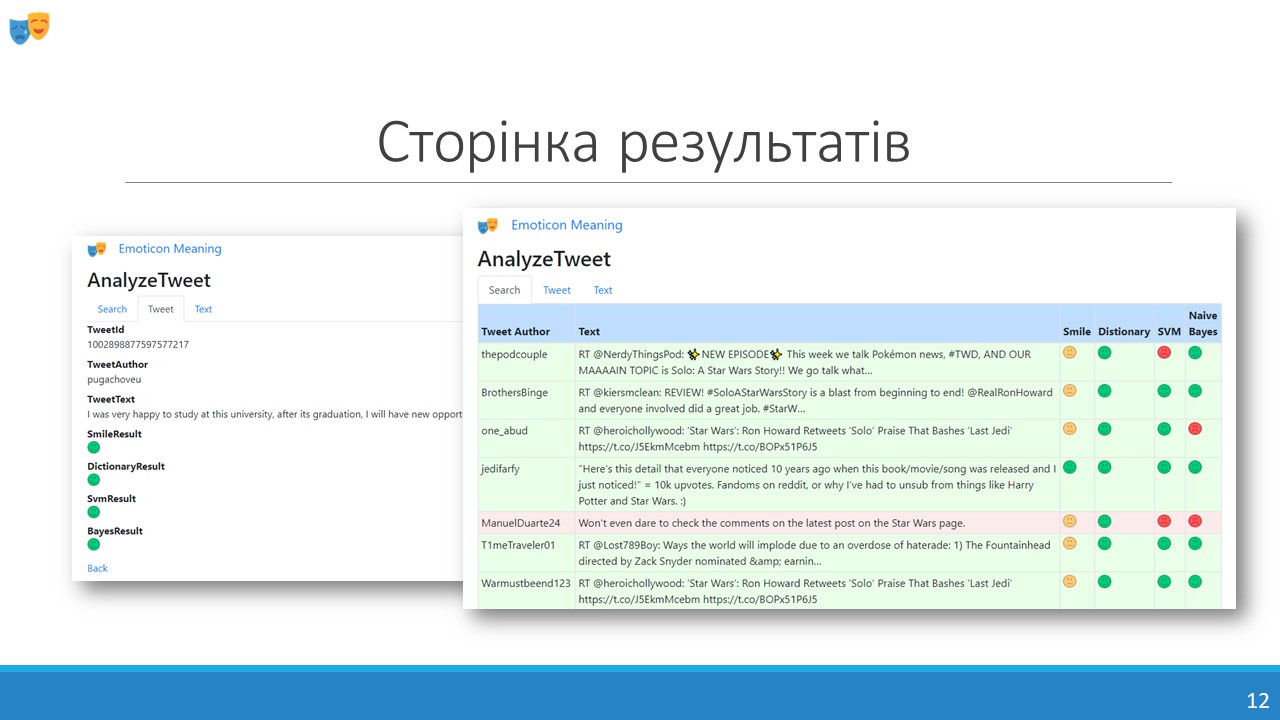 Сторінка результатів
Emoticon Meaning
AnalyzeTweet
Search Tweet Text
TweetId
1002898877597577217
TweetAuthor
pugachoveu
TweetText
I was very happy to study at this university, after its graduation, I will have new opport
SmileResult
DictionaryResult
SvmResult
BayesResult
Back
Emoticon Meaning
AnalyzeTweet
Search Tweet Text
Tweet Author Text Smile Distionary SVM Naive
Bayes
thepodcouple RT @NerdyThingsPod: ✨NEW EPISODE✨ This week we talk Pokémon news, #TWD, AND OUR
MAAAAIN TOPIC is Solo: A Star Wars Story!! We go talk what...
BrothersBinge RT @kiersmclean: REVIEW! #SoloAStarWarsStory is a blast from beginning to end! @RealRonHoward
and everyone involved did a great job. #StarW...
one_abud RT @heroichollywood: 'Star Wars': Ron Howard Retweets 'Solo' Praise That Bashes 'Last Jedi'
https://t.co/J5EkmMcebm https://t.co/BOPx51P6J5
jedifarfy "Here's this detail that everyone noticed 10 years ago when this book/movie/song was released and I
just noticed!" = 10k upvotes. Fandoms on reddit, or why I've had to unsub from things like Harry
Potter and Star Wars. :)
ManuelDuarte24 Won't even dare to check the comments on the latest post on the Star Wars page.
T1meTraveler01 RT @Lost789Boy: Ways the world will implode due to an overdose of haterade: 1) The Fountainhead
directed by Zack Snyder nominated &amp; earnin...
Warmustbeend123 RT @heroichollywood: 'Star Wars': Ron Howard Retweets 'Solo' Praise That Bashes 'Last Jedi'
https://t.co/J5EkmMcebm https://t.co/BOPx51P6J5
12